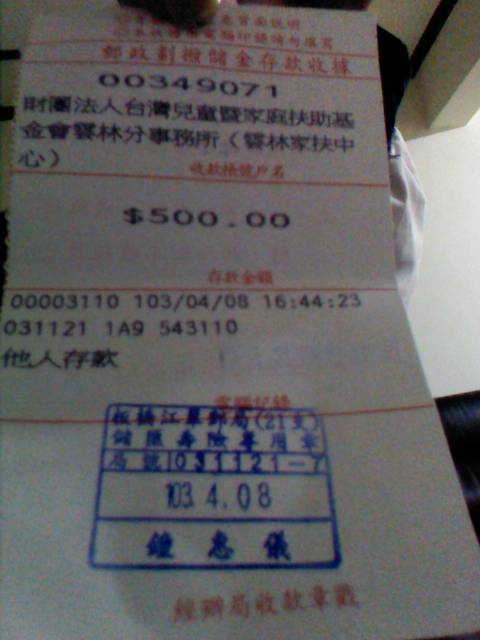 郵政劃撥儲金存款收據
00349071
財團法人台灣兒童暨家庭扶助基
金會雲林分事務所(雲林家扶中
心)
收款帳號戶名
$500.00
存款金額
00003110 103/04/08 16:44:23
031121 1A9 543110
他人存款
電腦記錄
板橋江翠郵局(21支)
儲匯壽險專用章
局號1031121-7
103.4.08
鐘惠儀
經辦局收款章戳